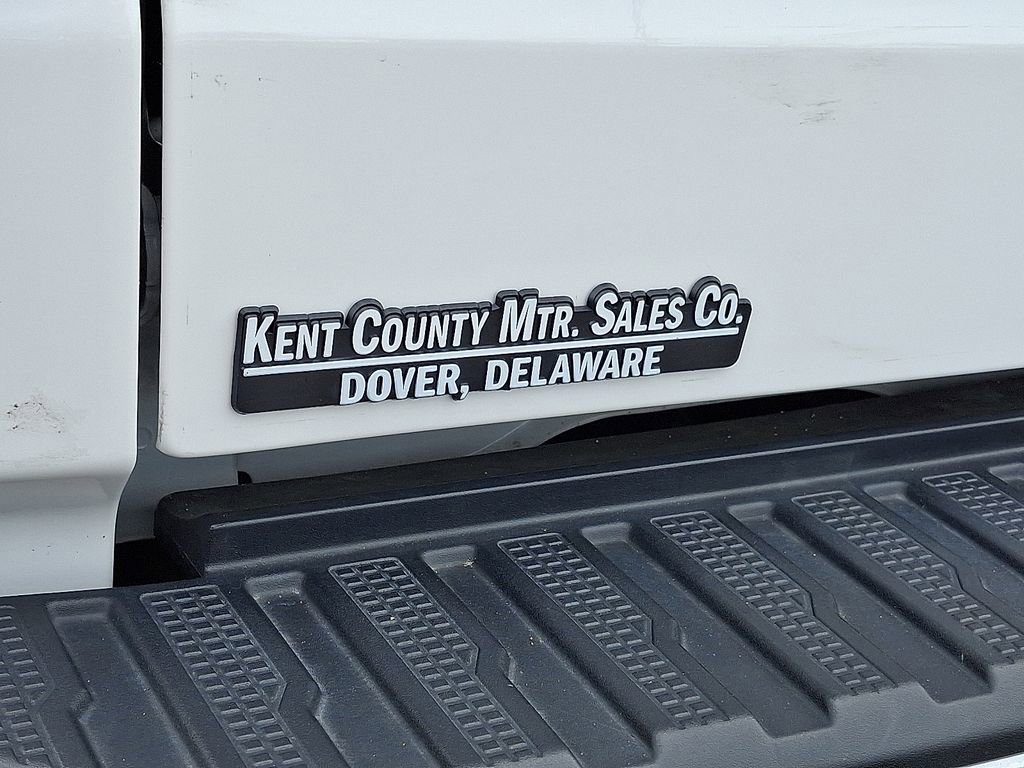 KENT COUNTY MTR. SALES CO.
DOVER, DELAWARE